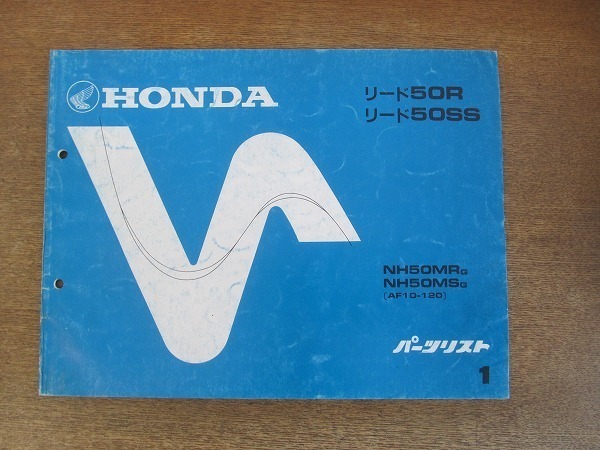 HONDA
リード50R
リード50SS
NH50MRG
NH50MSG
(AF10-120)
パーツリスト
1